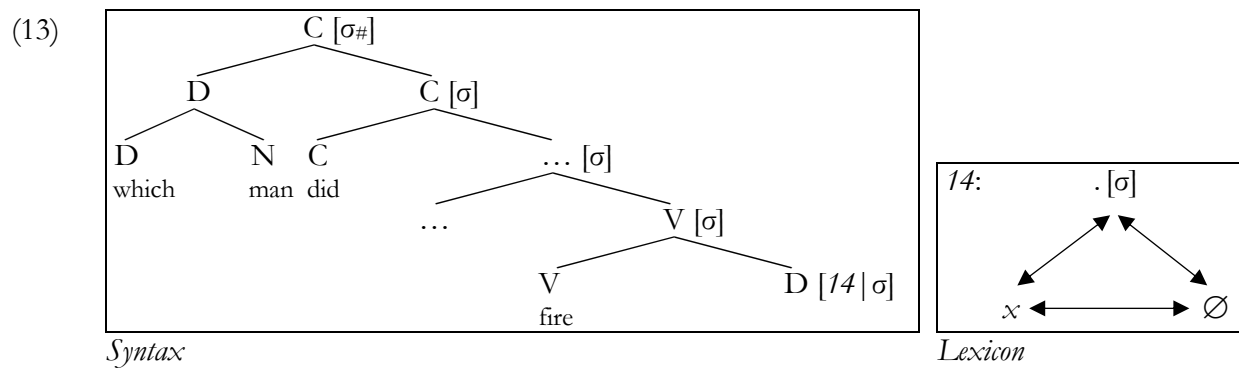 (13)
C [σ#]
D C [σ]
D N C … [σ]
which man did
… V [σ]
V D [14|σ]
fire
Syntax
14: . [σ]
x ∅
Lexicon